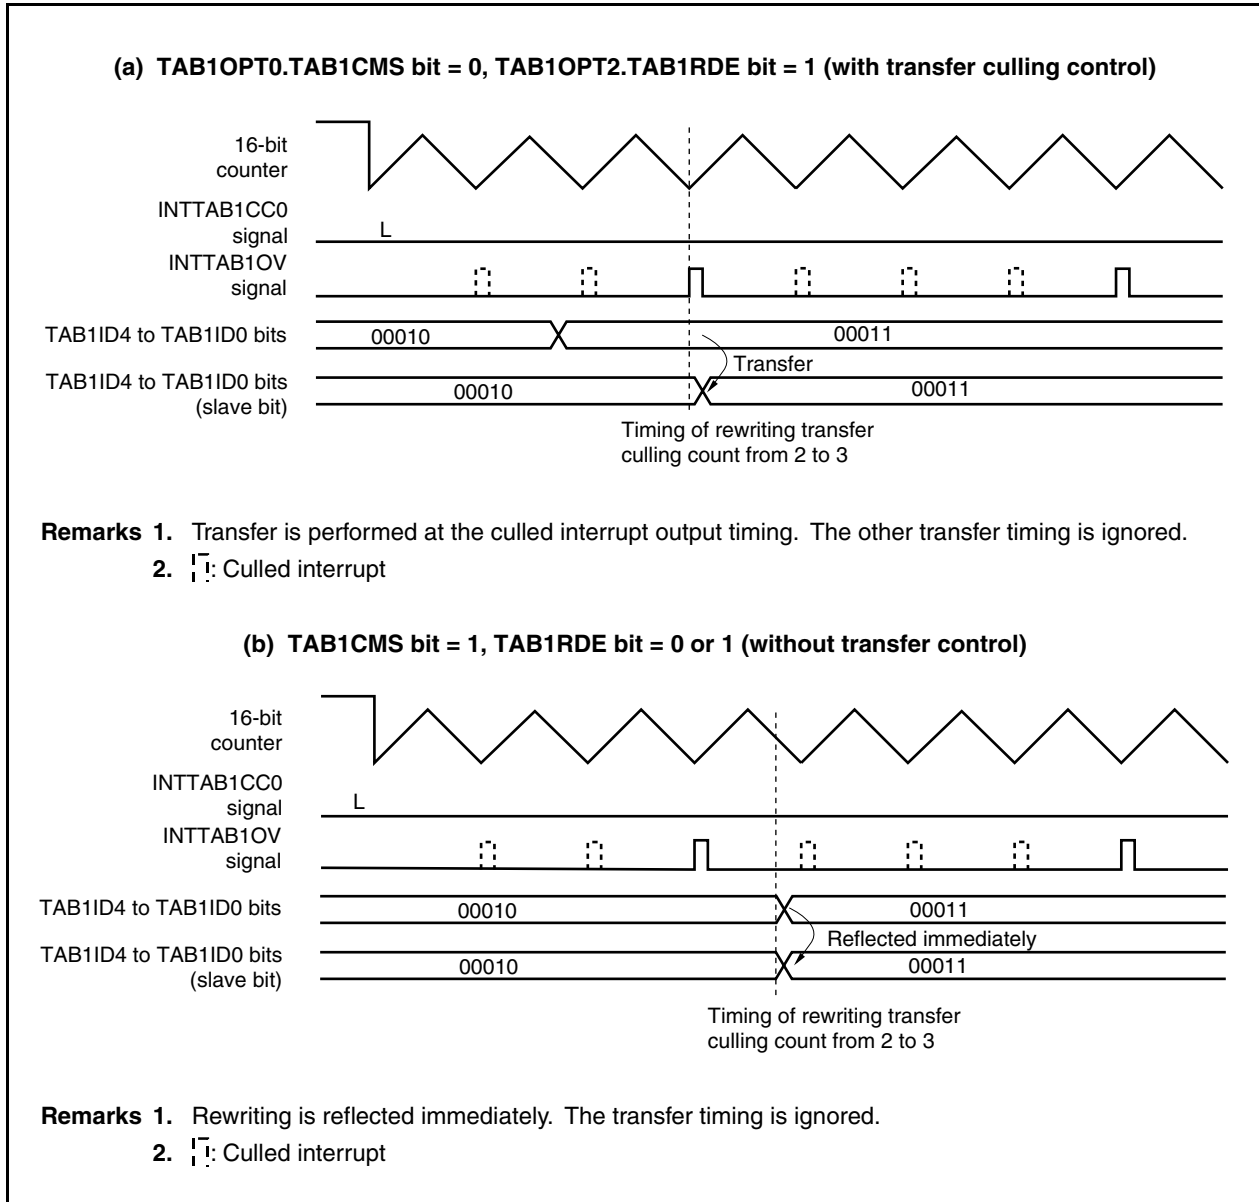 (a) TAB1OPT0.TAB1CMS bit = 0, TAB1OPT2.TAB1RDE bit = 1 (with transfer culling control)
16-bit
counter
INTTAB1CC0
signal
L
INTTAB1OV
signal
TAB1ID4 to TAB1ID0 bits
00010
00011
Transfer
TAB1ID4 to TAB1ID0 bits
(slave bit)
00010
00011
Timing of rewriting transfer
culling count from 2 to 3
Remarks 1. Transfer is performed at the culled interrupt output timing. The other transfer timing is ignored.
2. : Culled interrupt
(b) TAB1CMS bit = 1, TAB1RDE bit = 0 or 1 (without transfer control)
16-bit
counter
INTTAB1CC0
signal
L
INTTAB1OV
signal
TAB1ID4 to TAB1ID0 bits
00010
00011
Reflected immediately
TAB1ID4 to TAB1ID0 bits
(slave bit)
00010
00011
Timing of rewriting transfer
culling count from 2 to 3
Remarks 1. Rewriting is reflected immediately. The transfer timing is ignored.
2. : Culled interrupt